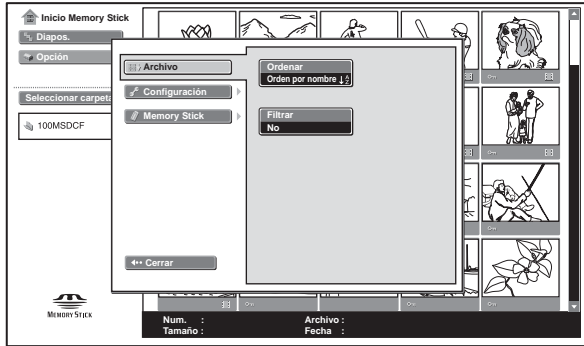 Inicio Memory Stick
Diapos.
Opción
Seleccionar carpeta
100MSDCF
MEMORY STICK
Archivo
Configuración
Memory Stick
Cerrar
Ordenar
Orden por nombre
Filtrar
No
Num. : Archivo :
Tamaño : Fecha :